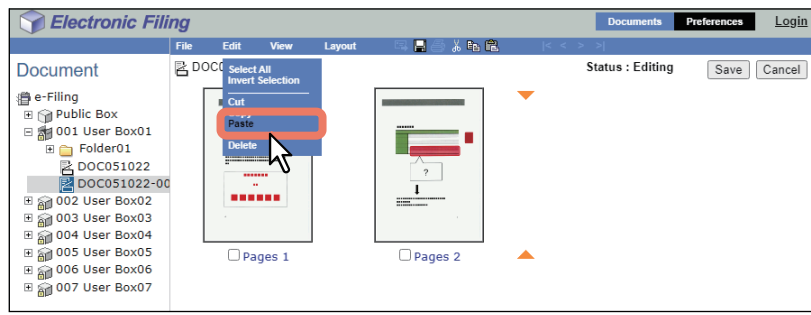 Electronic Filing
Documents Preferences Login
File Edit View Layout |< < > >|
Document
DOC0
Status : Editing
Save Cancel
Select All
Invert Selection
Cut
Copy
Paste
Delete
e-Filing
Public Box
001 User Box01
Folder01
DOC051022
DOC051022-00
002 User Box02
003 User Box03
004 User Box04
005 User Box05
006 User Box06
007 User Box07
?
Pages 1
Pages 2